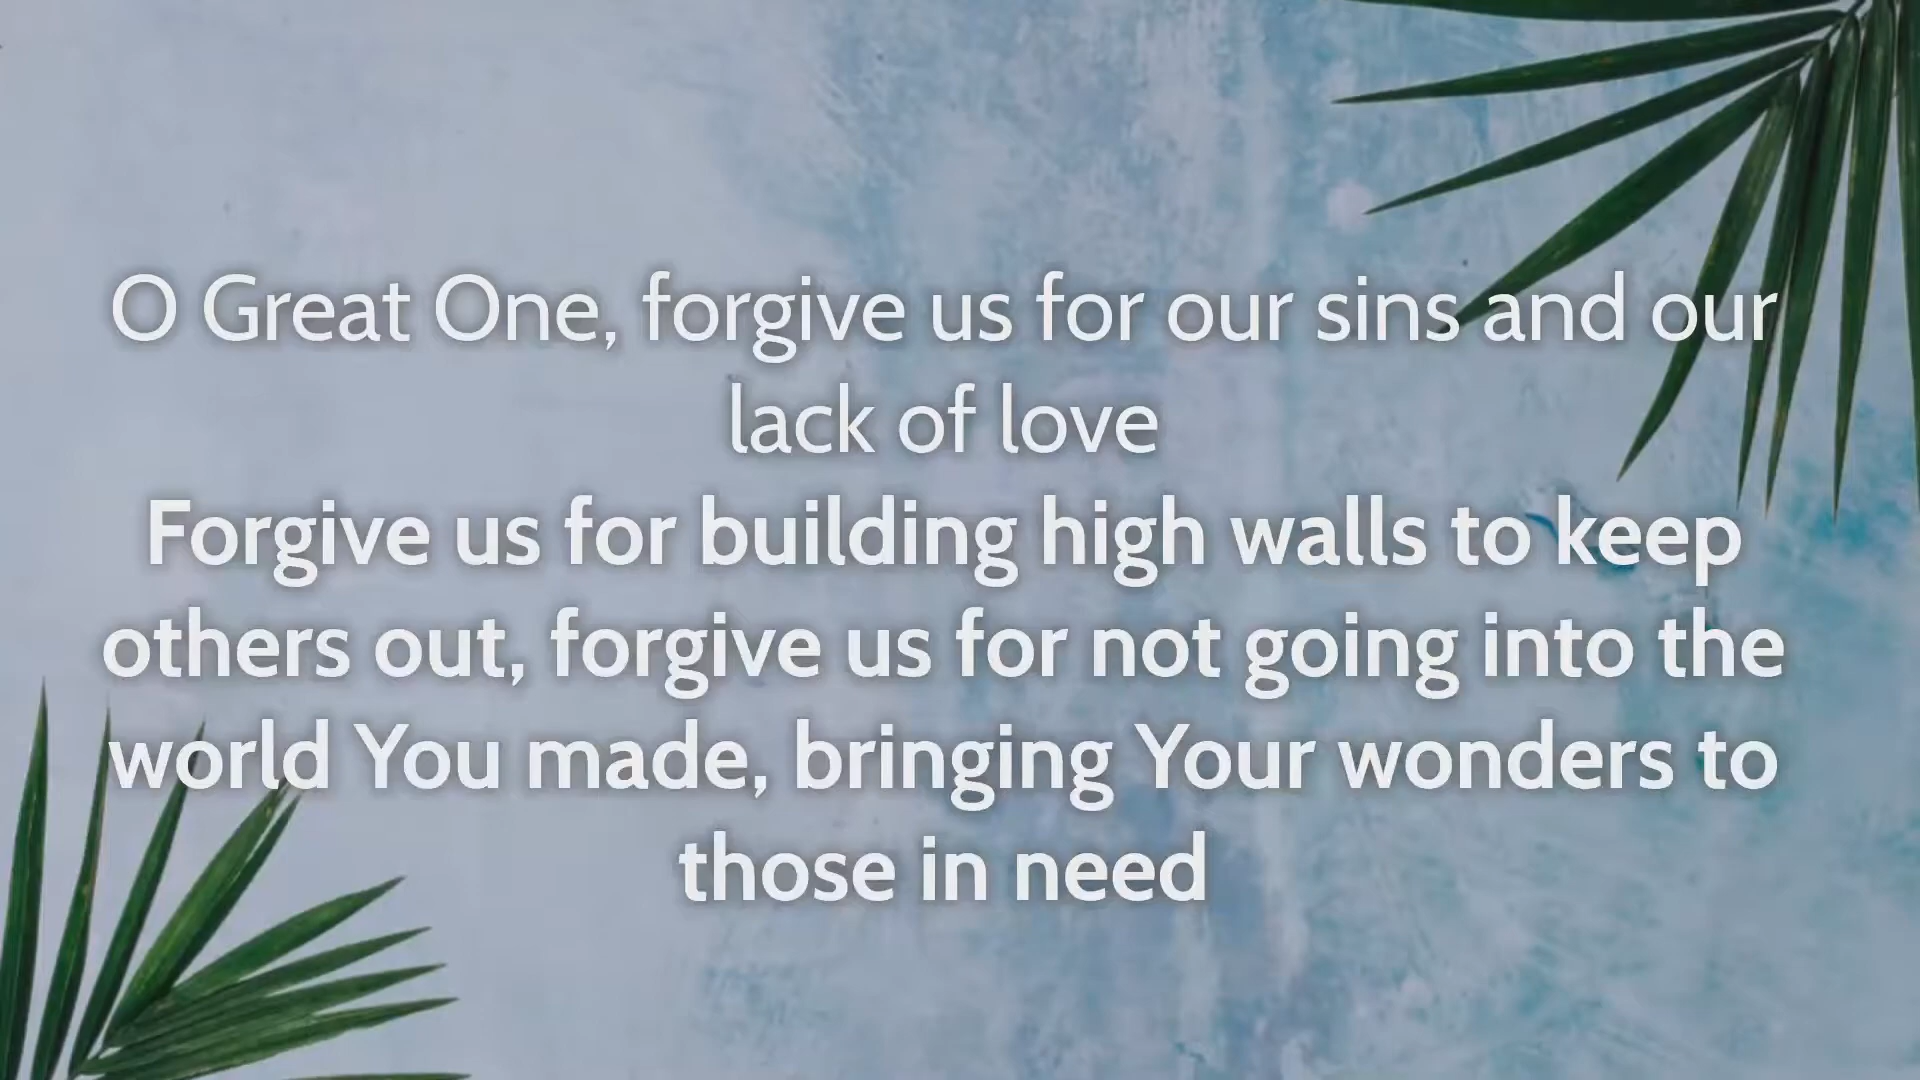 O Great One, forgive us for our sins and our
lack of love
Forgive us for building high walls to keep
others out, forgive us for not going into the
world You made, bringing Your wonders to
those in need